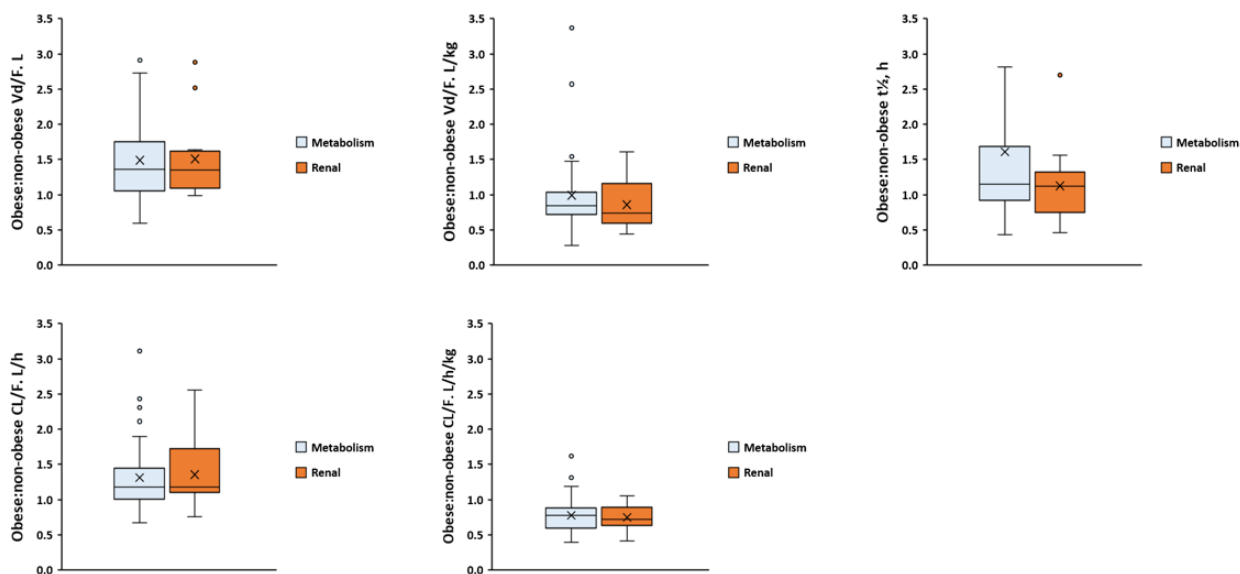 Obese:non-obese Vd/F. L
3.5
3.0
2.5
2.0
1.5
1.0
0.5
0.0
Metabolism
Renal
Obese:non-obese Vd/F. L/kg
3.5
3.0
2.5
2.0
1.5
1.0
0.5
0.0
Metabolism
Renal
Obese:non-obese t½, h
3.5
3.0
2.5
2.0
1.5
1.0
0.5
0.0
Metabolism
Renal
Obese:non-obese CL/F. L/h
3.5
3.0
2.5
2.0
1.5
1.0
0.5
0.0
Metabolism
Renal
Obese:non-obese CL/F. L/h/kg
3.5
3.0
2.5
2.0
1.5
1.0
0.5
0.0
Metabolism
Renal